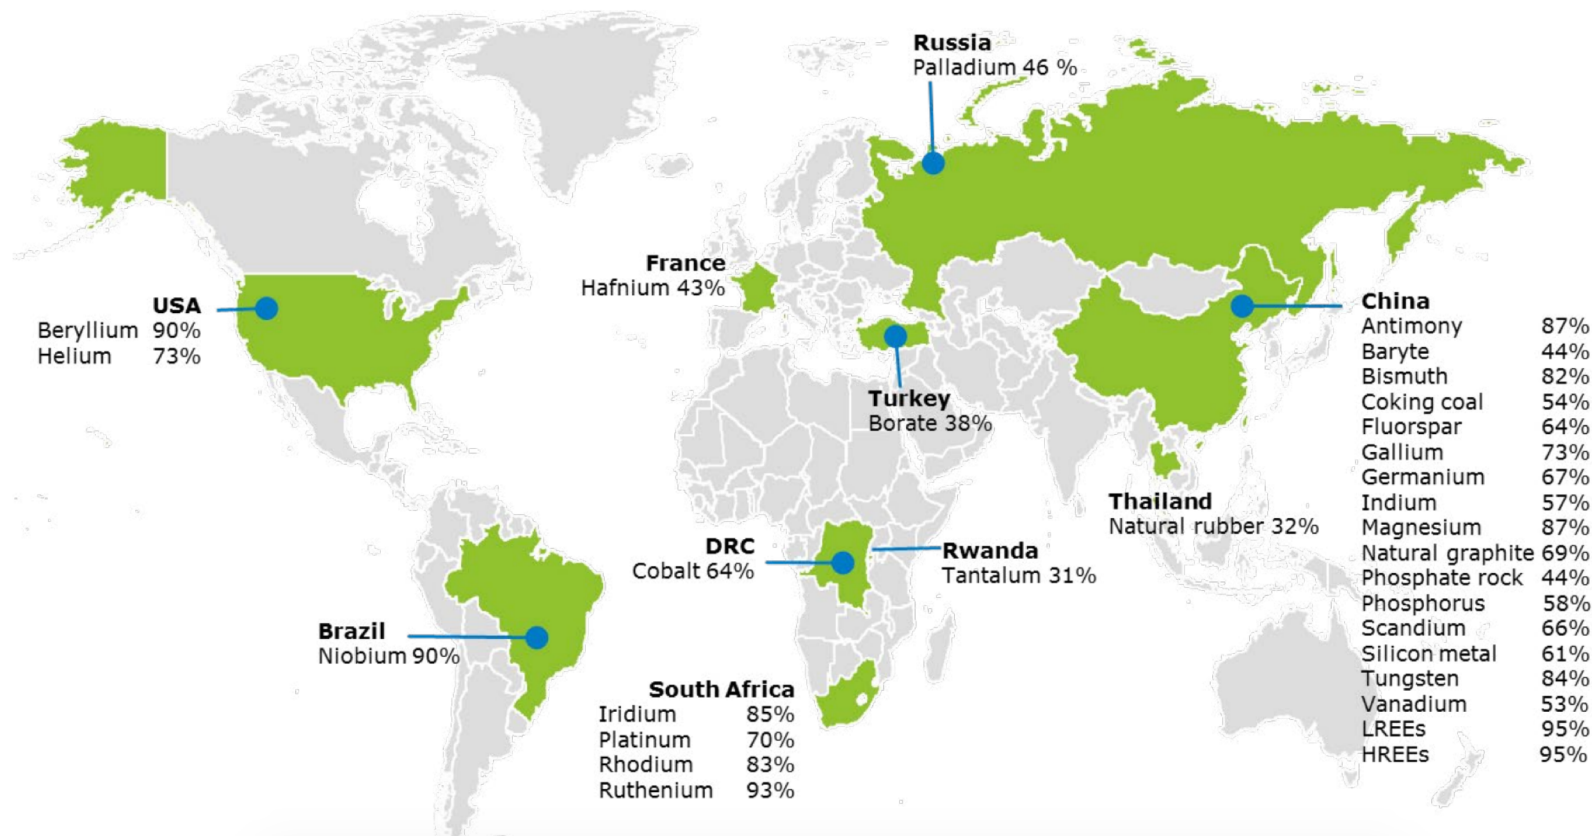 Russia
Palladium 46 %
France
Hafnium 43%
USA
Beryllium 90%
Helium 73%
Turkey
Borate 38%
China
Antimony 87%
Baryte 44%
Bismuth 82%
Coking coal 54%
Fluorspar 64%
Gallium 73%
Germanium 67%
Indium 57%
Magnesium 87%
Natural graphite 69%
Phosphate rock 44%
Phosphorus 58%
Scandium 66%
Silicon metal 61%
Tungsten 84%
Vanadium 53%
LREEs 95%
HREEs 95%
Thailand
Natural rubber 32%
DRC
Cobalt 64%
Rwanda
Tantalum 31%
Brazil
Niobium 90%
South Africa
Iridium 85%
Platinum 70%
Rhodium 83%
Ruthenium 93%